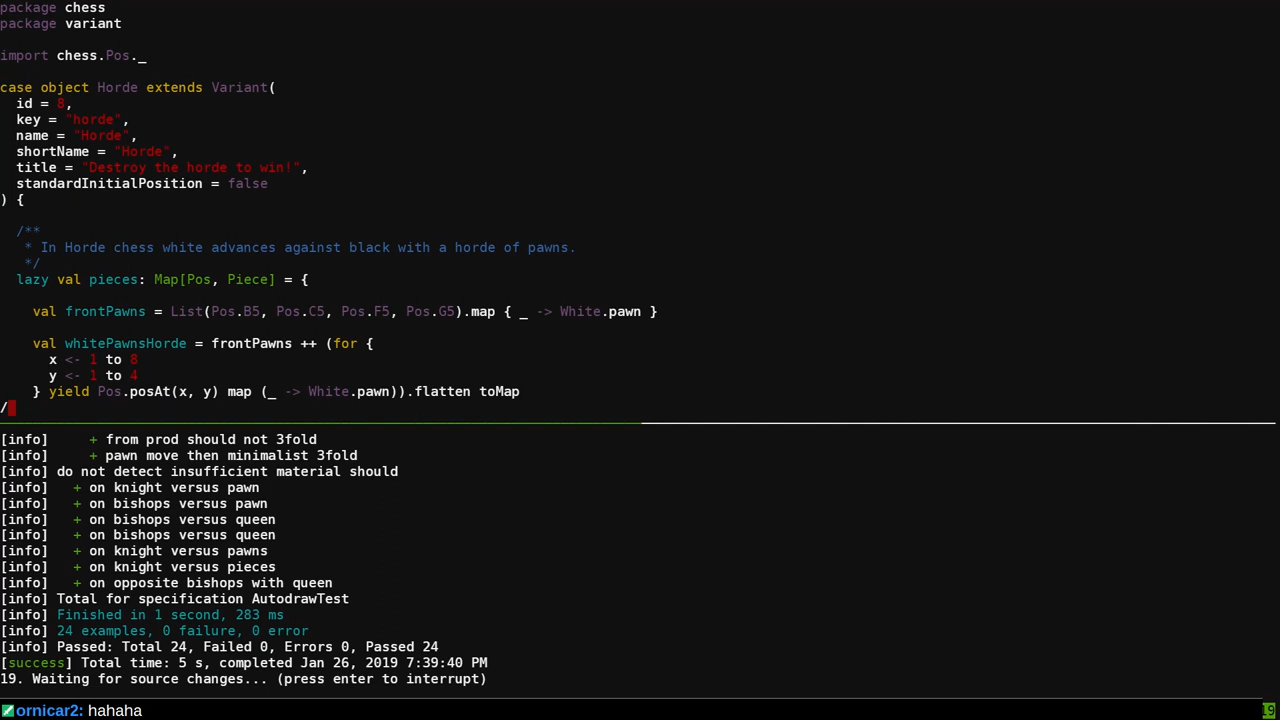 package chess
package variant
import chess.Pos._
case object Horde extends Variant(
id = 8,
key = "horde",
name = "Horde",
shortName = "Horde",
title = "Destroy the horde to win!",
standardInitialPosition = false
) {
/**
* In Horde chess white advances against black with a horde of pawns.
*/
lazy val pieces: Map[Pos, Piece] = {
val frontPawns = List(Pos.B5, Pos.C5, Pos.F5, Pos.G5).map { _ -> White.pawn }
val whitePawnsHorde = frontPawns ++ (for {
x <- 1 to 8
y <- 1 to 4
} yield Pos.posAt(x, y) map (_ -> White.pawn)).flatten toMap
/
[info] + from prod should not 3fold
[info] + pawn move then minimalist 3fold
[info] do not detect insufficient material should
[info] + on knight versus pawn
[info] + on bishops versus pawn
[info] + on bishops versus queen
[info] + on bishops versus queen
[info] + on knight versus pawns
[info] + on knight versus pieces
[info] + on opposite bishops with queen
[info] Total for specification AutodrawTest
[info] Finished in 1 second, 283 ms
[info] 24 examples, 0 failure, 0 error
[info] Passed: Total 24, Failed 0, Errors 0, Passed 24
[success] Total time: 5 s, completed Jan 26, 2019 7:39:40 PM
19. Waiting for source changes... (press enter to interrupt)
ornicar2: hahaha
19